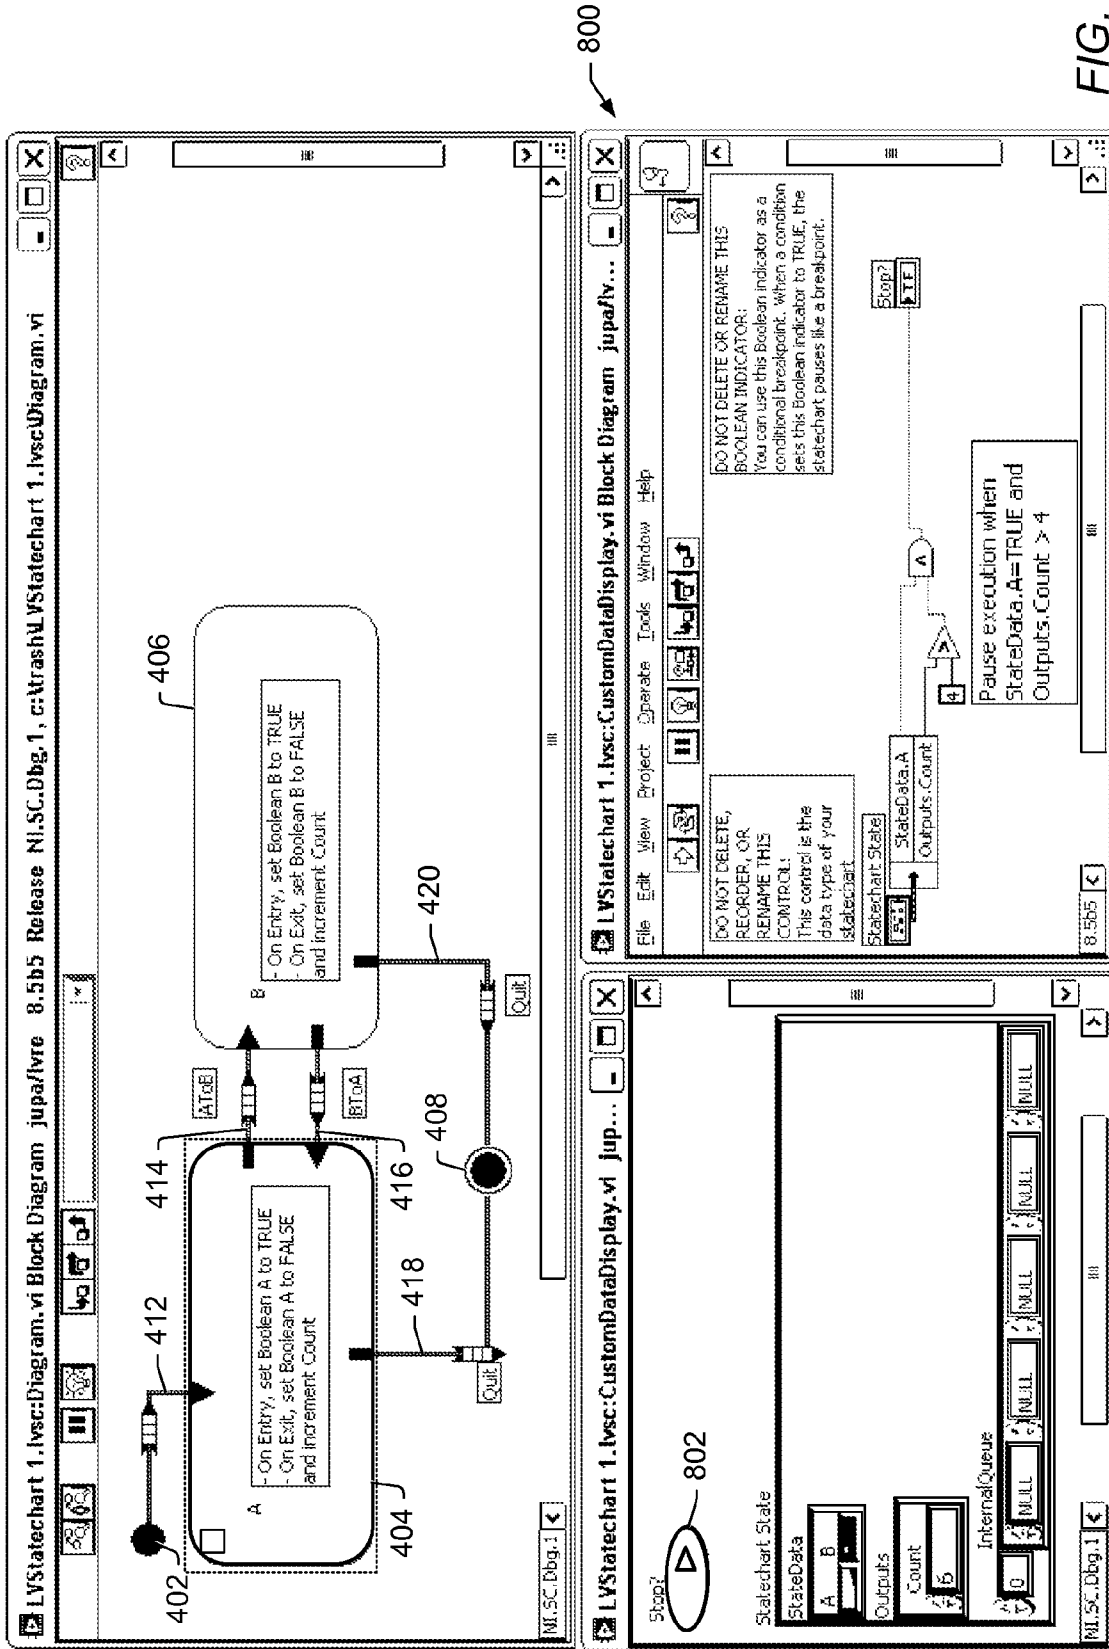 LVStatechart 1.lvsc:Diagram.vi Block Diagram jupa/lvre 8.5b5 Release NI.SC.Dbg.1, c:\trash\LVStatechart 1.lvsc\Diagram.vi
402
412
A
- On Entry, set Boolean A to TRUE
- On Exit, set Boolean A to FALSE
and increment Count
404
414
AToB
416
BToA
418
Quit
408
406
B
- On Entry, set Boolean B to TRUE
- On Exit, set Boolean B to FALSE
and increment Count
420
Quit
NI.SC.Dbg.1
LVStatechart 1.lvsc:CustomDataDisplay.vi jup...
Stop?
802
Statechart State
StateData
A B
Outputs
Count
6
InternalQueue
0
NULL NULL NULL NULL NULL
NI.SC.Dbg.1
LVStatechart 1.lvsc:CustomDataDisplay.vi Block Diagram jupa/lv...
800
File Edit View Project Operate Tools Window Help
DO NOT DELETE,
REORDER, OR
RENAME THIS
CONTROL:
This control is the
data type of your
statechart.
DO NOT DELETE OR RENAME THIS
BOOLEAN INDICATOR:
You can use this Boolean indicator as a
conditional breakpoint. When a condition
sets this Boolean indicator to TRUE, the
statechart pauses like a breakpoint.
Statechart State
StateData.A
Outputs.Count
4
>
Stop?
TF
Pause execution when
StateData.A=TRUE and
Outputs.Count > 4
8.5b5
FIG.